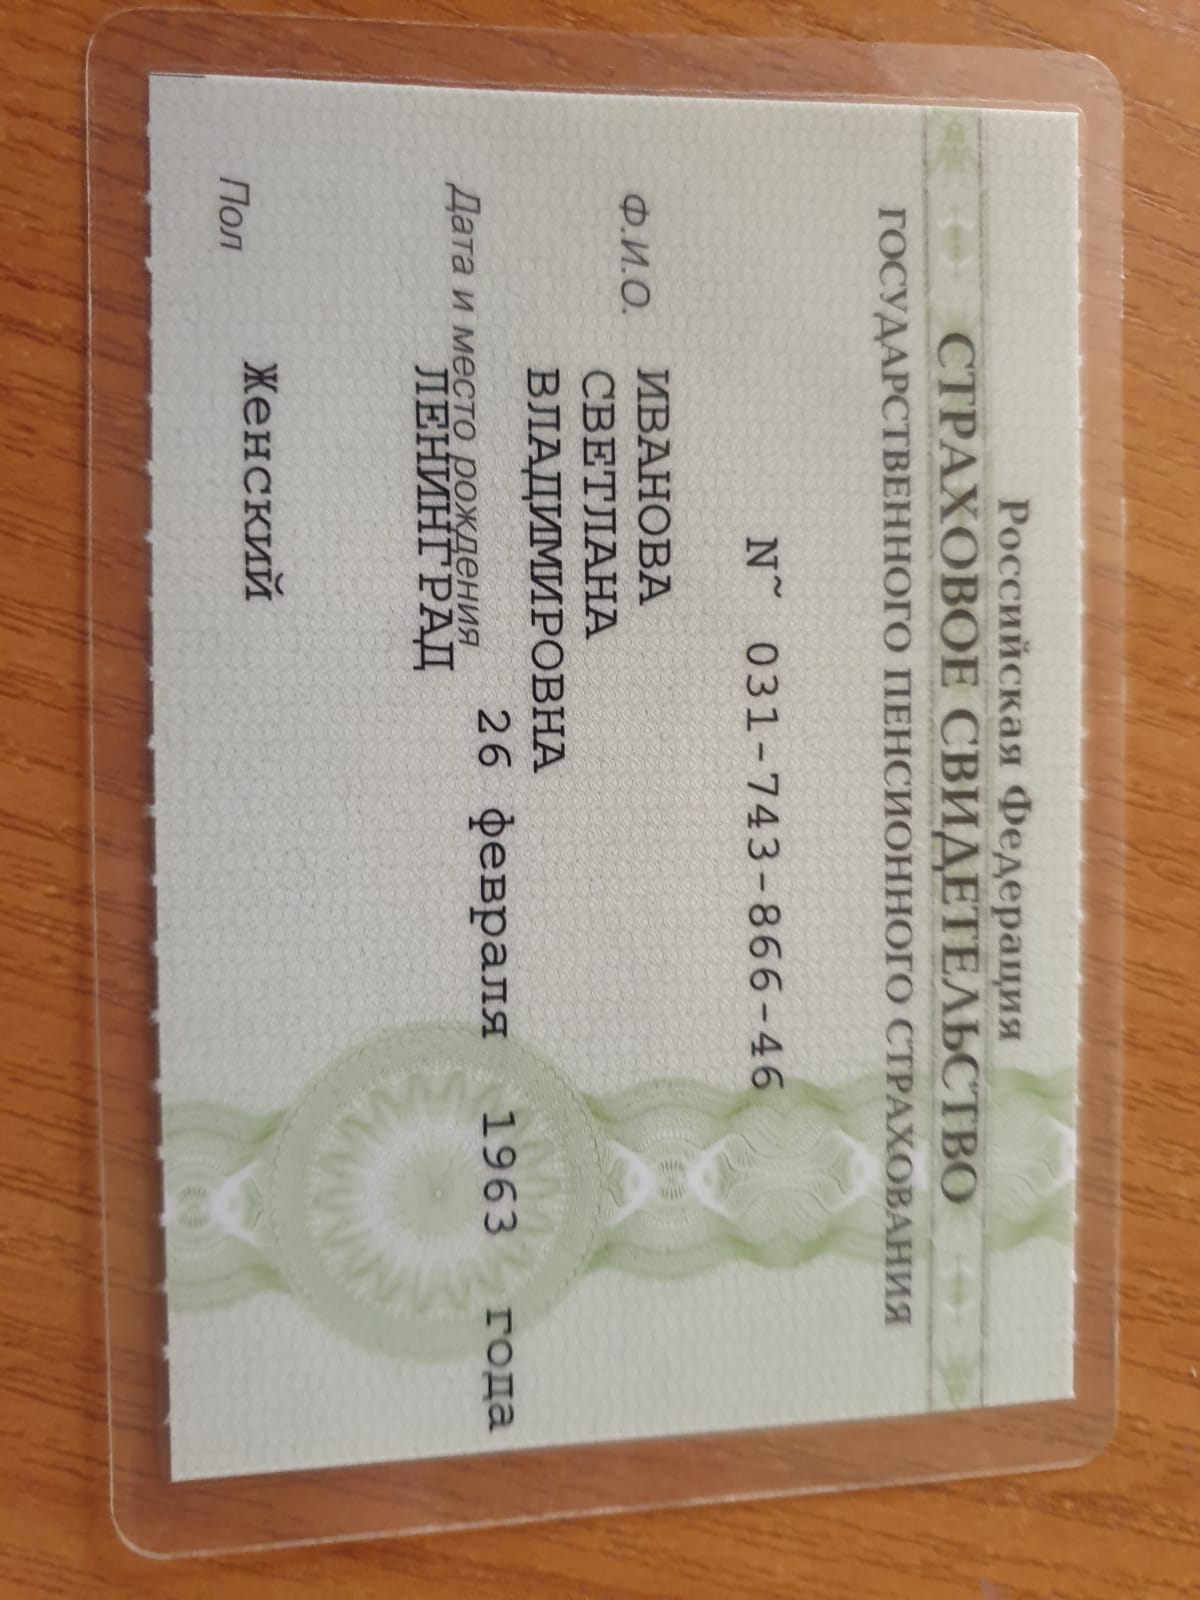 Российская Федерация
СТРАХОВОЕ СВИДЕТЕЛЬСТВО
ГОСУДАРСТВЕННОГО ПЕНСИОННОГО СТРАХОВАНИЯ
N~ 031-743-866-46
Ф.И.О. ИВАНОВА
СВЕТЛАНА
ВЛАДИМИРОВНА
Дата и место рождения 26 февраля 1963 года
ЛЕНИНГРАД
Пол Женский